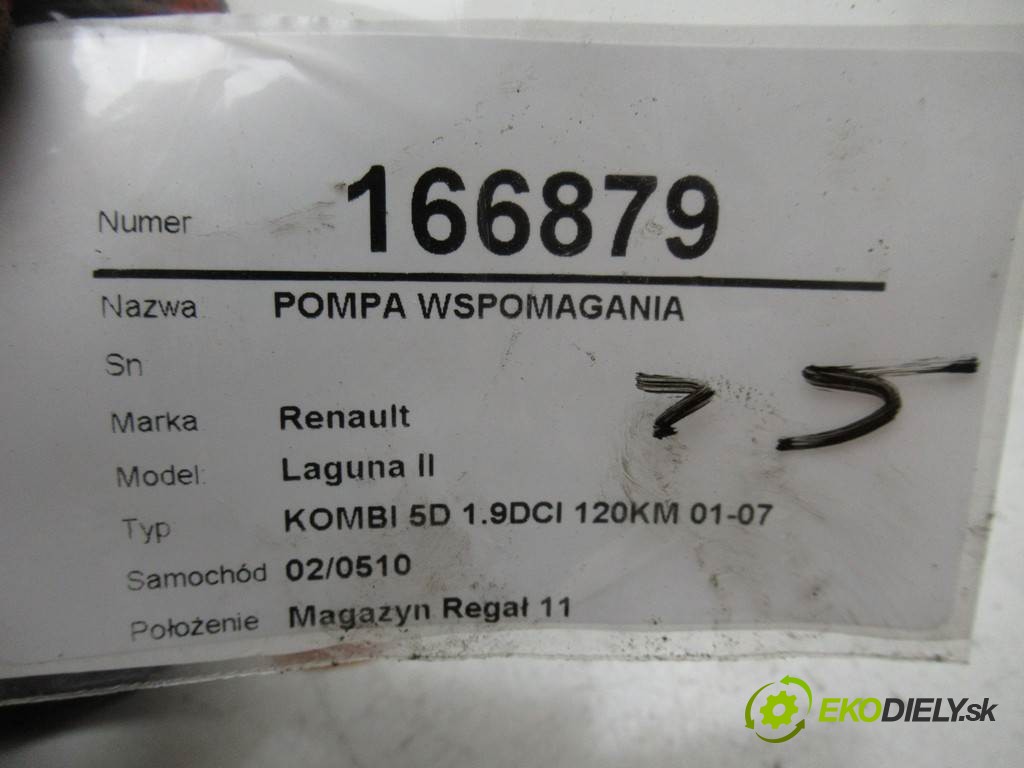 Numer 166879
Nazwa POMPA WSPOMAGANIA
Sn
75
Marka Renault
Model: Laguna II
Typ KOMBI 5D 1.9DCI 120KM 01-07
Samochód 02/0510
Położenie Magazyn Regał 11
EKODIELY.sk